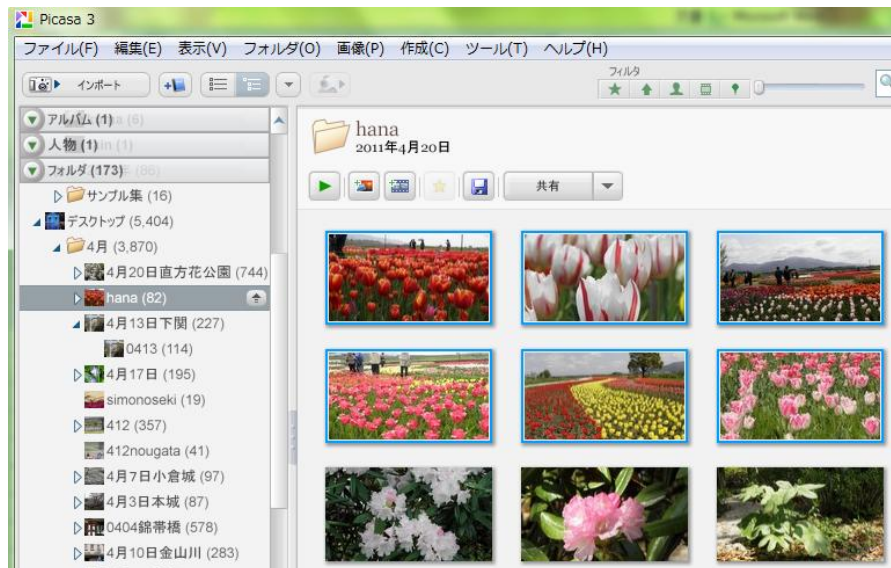 Picasa 3
ファイル(F) 編集(E) 表示(V) フォルダ(O) 画像(P) 作成(C) ツール(T) ヘルプ(H)
インポート
フィルタ
アルバム (1)
人物 (1)
フォルダ (173)
サンプル集 (16)
デスクトップ (5,404)
4月 (3,870)
4月20日直方花公園 (744)
hana (82)
4月13日下関 (227)
0413 (114)
4月17日 (195)
simonoseki (19)
412 (357)
412nougata (41)
4月7日小倉城 (97)
4月3日本城 (87)
0404錦帯橋 (578)
4月10日金山川 (283)
hana
2011年4月20日
共有